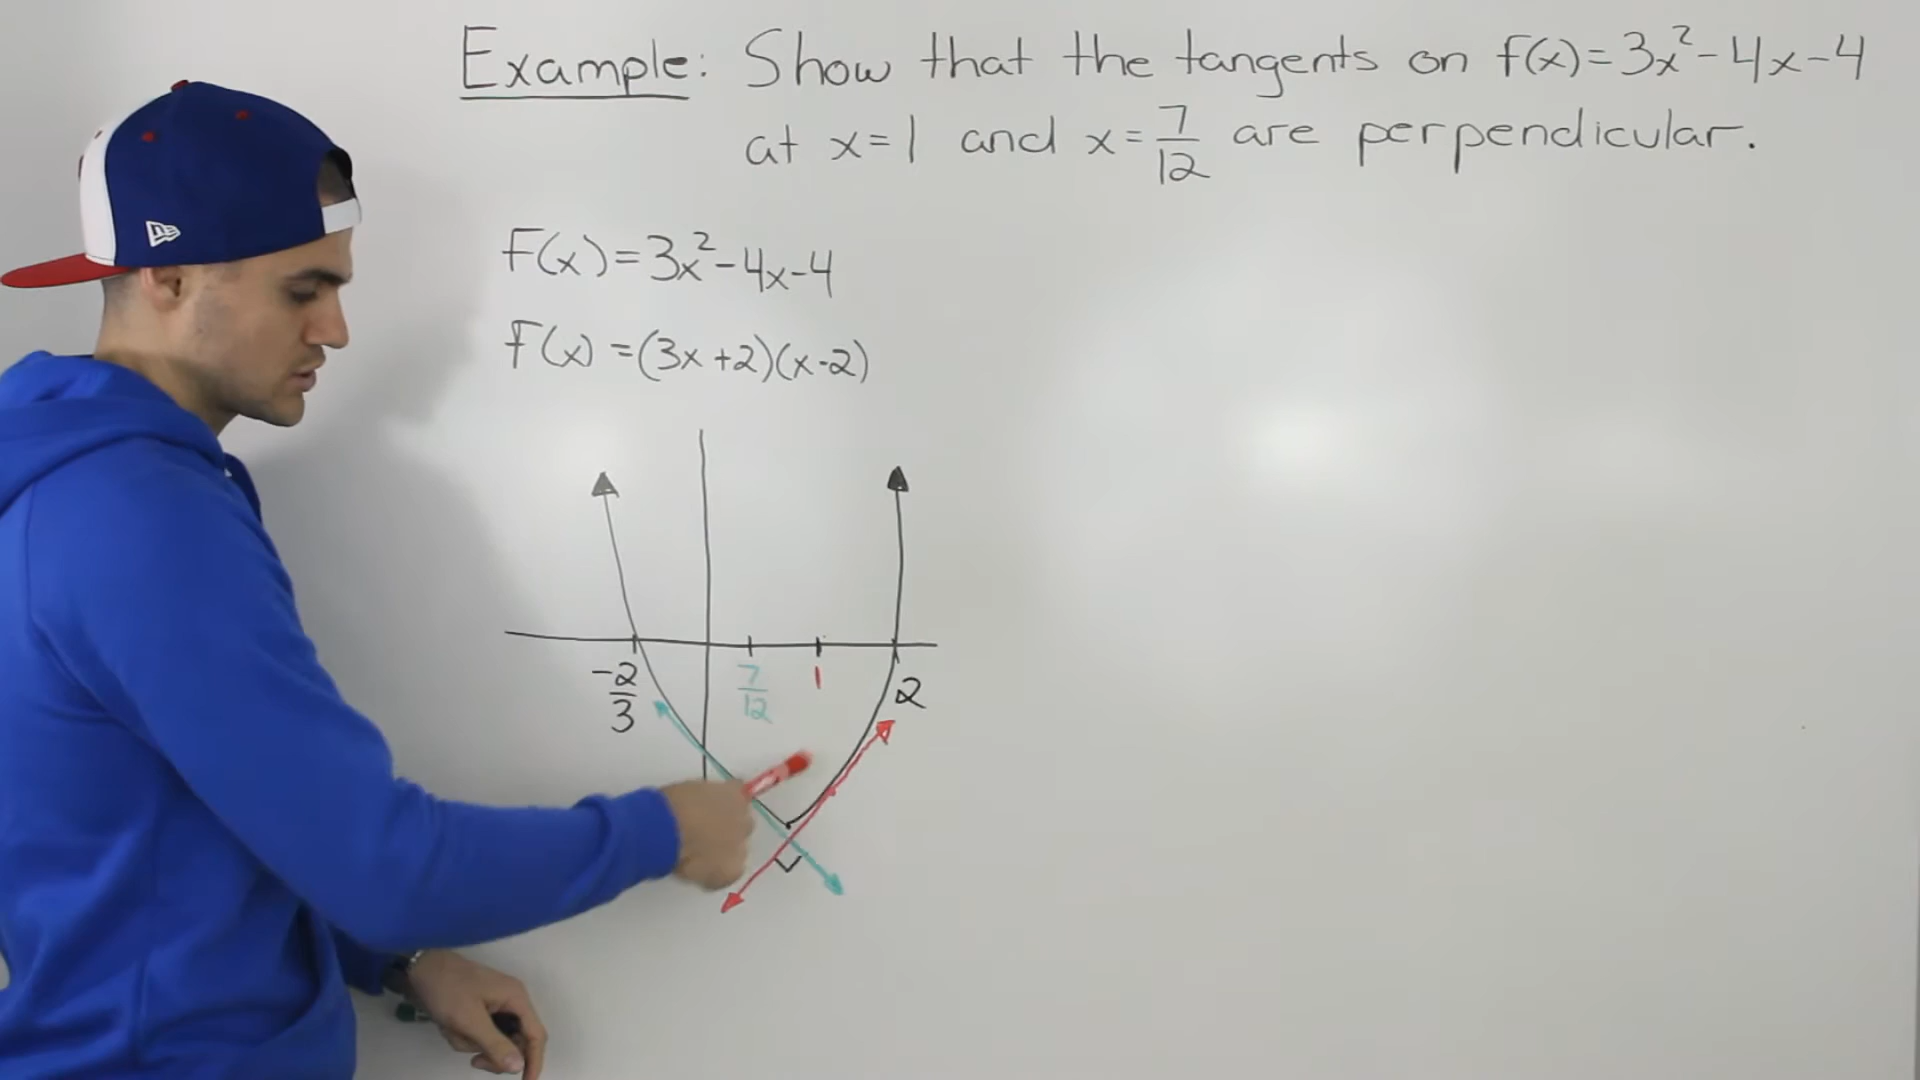 Example: Show that the tangents on f(x)=3x²-4x-4
at x=1 and x=7/12 are perpendicular.
F(x)=3x²-4x-4
F(x)=(3x+2)(x-2)
-2/3 7/12 1 2